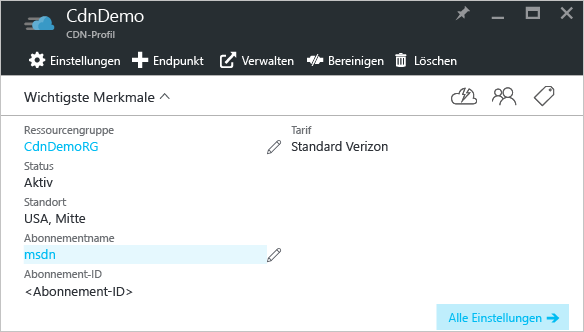 CdnDemo
CDN-Profil
Einstellungen Endpunkt Verwalten Bereinigen Löschen
Wichtigste Merkmale
Ressourcengruppe Tarif
CdnDemoRG Standard Verizon
Status
Aktiv
Standort
USA, Mitte
Abonnementname
msdn
Abonnement-ID
<Abonnement-ID>
Alle Einstellungen